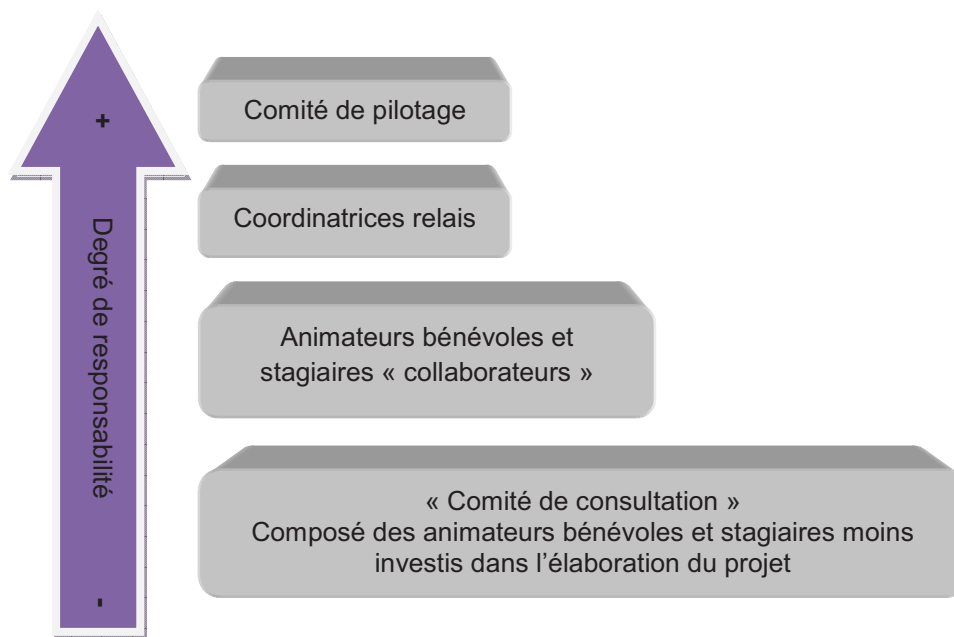 +
Degré de responsabilité
-
Comité de pilotage
Coordinatrices relais
Animateurs bénévoles et
stagiaires « collaborateurs »
« Comité de consultation »
Composé des animateurs bénévoles et stagiaires moins
investis dans l’élaboration du projet